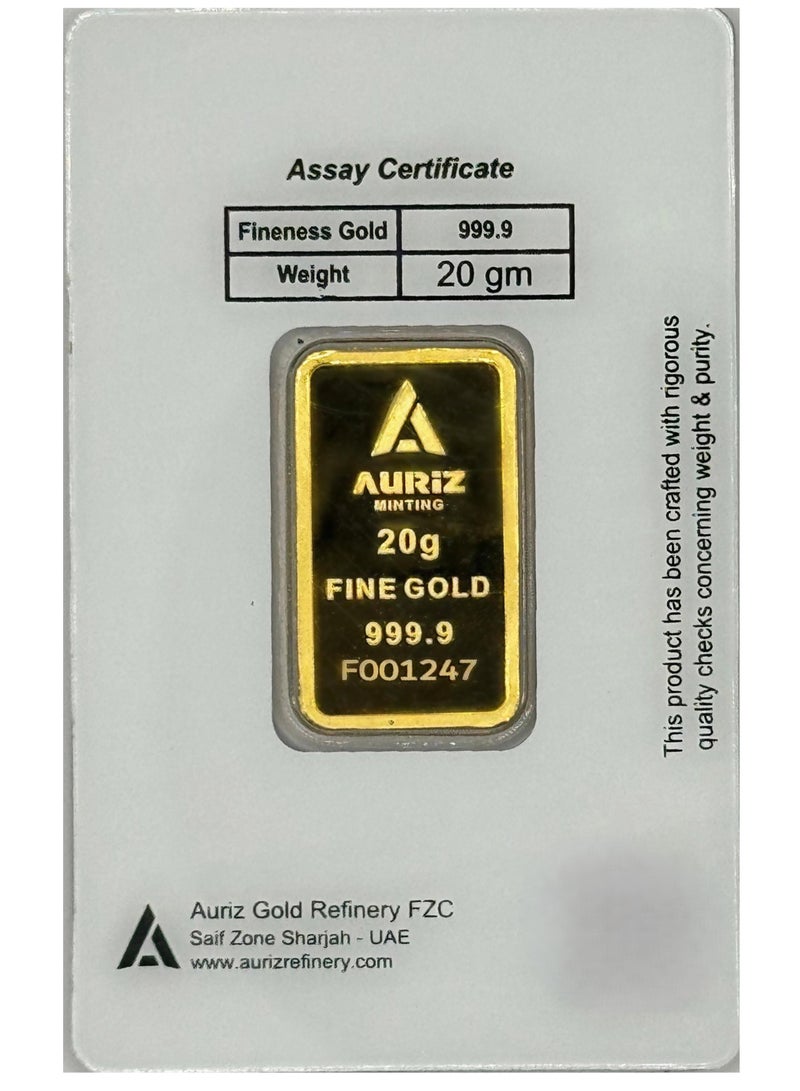 Assay Certificate
Fineness Gold 999.9
Weight 20 gm
AURiZ
MINTING
20g
FINE GOLD
999.9
F001247
This product has been crafted with rigorous
quality checks concerning weight & purity.
Auriz Gold Refinery FZC
Saif Zone Sharjah - UAE
www.aurizrefinery.com